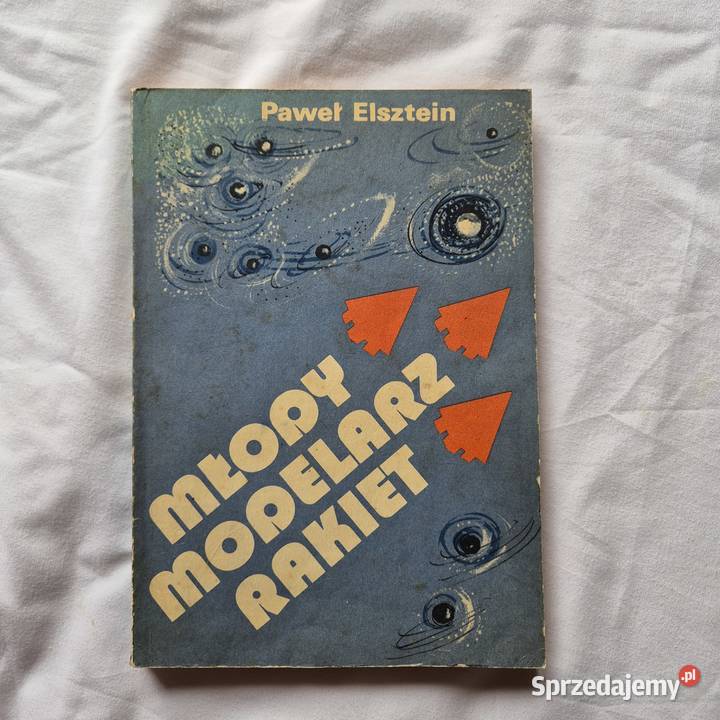 Paweł Elsztein
MŁODY
MODELARZ
RAKIET
Sprzedajemy.pl